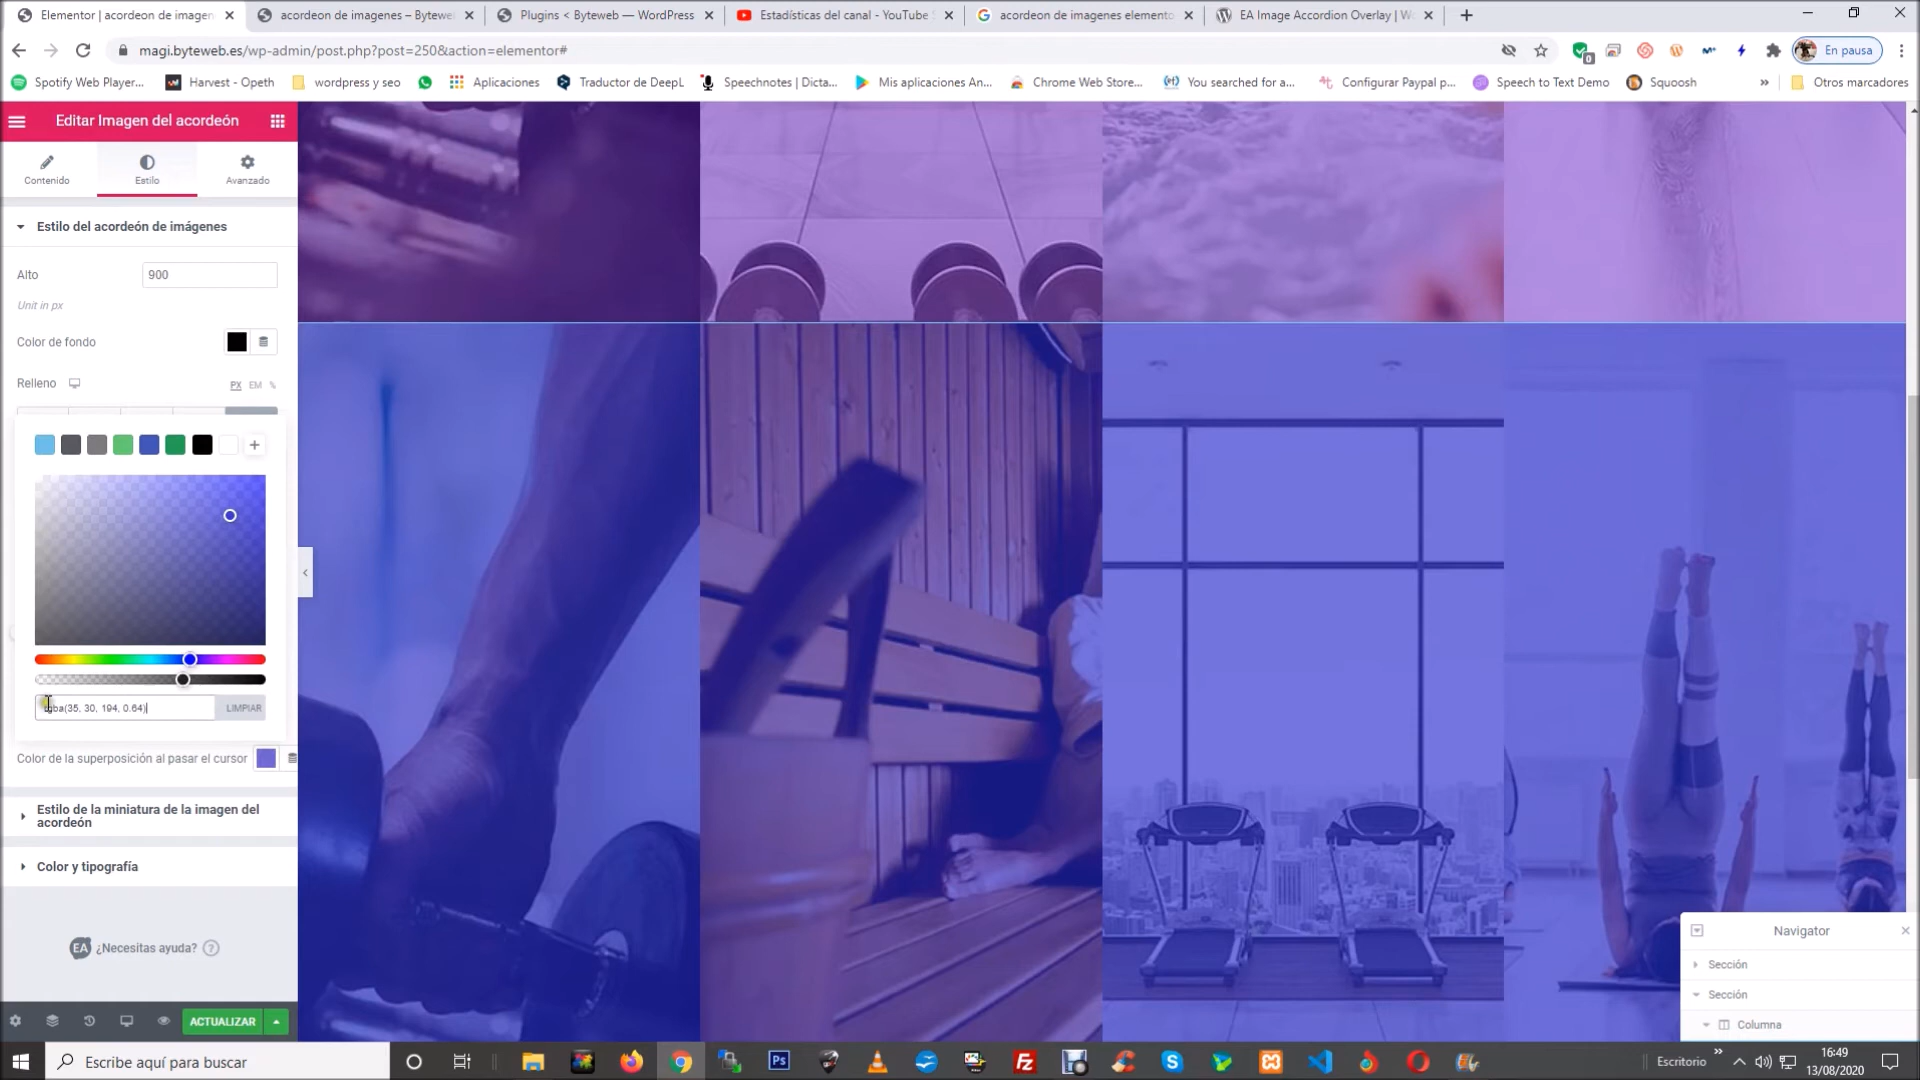 Elementor | acordeon de imagen
acordeon de imagenes – Bytewe
Plugins < Byteweb — WordPress
Estadísticas del canal - YouTube
acordeon de imagenes elemento
EA Image Accordion Overlay | W
magi.byteweb.es/wp-admin/post.php?post=250&action=elementor#
En pausa
Spotify Web Player...
Harvest - Opeth
wordpress y seo
Aplicaciones
Traductor de DeepL
Speechnotes | Dicta...
Mis aplicaciones An...
Chrome Web Store...
You searched for a...
Configurar Paypal p...
Speech to Text Demo
Squoosh
»
Otros marcadores
Editar Imagen del acordeón
Contenido
Estilo
Avanzado
Estilo del acordeón de imágenes
Alto
900
Unit in px
Color de fondo
Relleno
PX EM %
ba(35, 30, 194, 0.64)
LIMPIAR
Color de la superposición al pasar el cursor
Estilo de la miniatura de la imagen del
acordeón
Color y tipografía
EA ¿Necesitas ayuda? ?
ACTUALIZAR
Navigator
Sección
Sección
Columna
Escribe aquí para buscar
Ps
Escritorio
»
16:49
13/08/2020